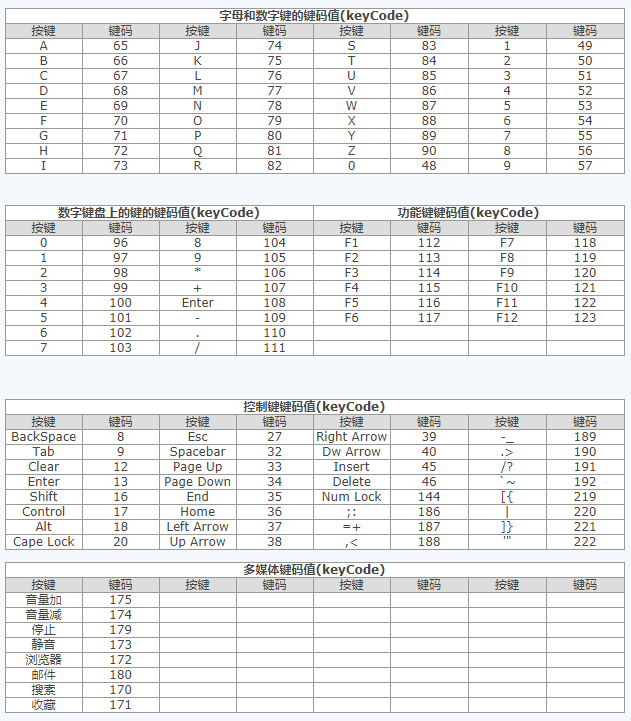 字母和数字键的键码值(keyCode)
按键 键码 按键 键码 按键 键码 按键 键码
A 65 J 74 S 83 1 49
B 66 K 75 T 84 2 50
C 67 L 76 U 85 3 51
D 68 M 77 V 86 4 52
E 69 N 78 W 87 5 53
F 70 O 79 X 88 6 54
G 71 P 80 Y 89 7 55
H 72 Q 81 Z 90 8 56
I 73 R 82 0 48 9 57
数字键盘上的键的键码值(keyCode) 功能键键码值(keyCode)
按键 键码 按键 键码 按键 键码 按键 键码
0 96 8 104 F1 112 F7 118
1 97 9 105 F2 113 F8 119
2 98 * 106 F3 114 F9 120
3 99 + 107 F4 115 F10 121
4 100 Enter 108 F5 116 F11 122
5 101 - 109 F6 117 F12 123
6 102 . 110
7 103 / 111
控制键键码值(keyCode)
按键 键码 按键 键码 按键 键码 按键 键码
BackSpace 8 Esc 27 Right Arrow 39 -_ 189
Tab 9 Spacebar 32 Dw Arrow 40 .> 190
Clear 12 Page Up 33 Insert 45 /? 191
Enter 13 Page Down 34 Delete 46 `~ 192
Shift 16 End 35 Num Lock 144 [{ 219
Control 17 Home 36 ;: 186 | 220
Alt 18 Left Arrow 37 =+ 187 ]} 221
Cape Lock 20 Up Arrow 38 ,< 188 '" 222
多媒体键码值(keyCode)
按键 键码 按键 键码 按键 键码 按键 键码
音量加 175
音量减 174
停止 179
静音 173
浏览器 172
邮件 180
搜索 170
收藏 171